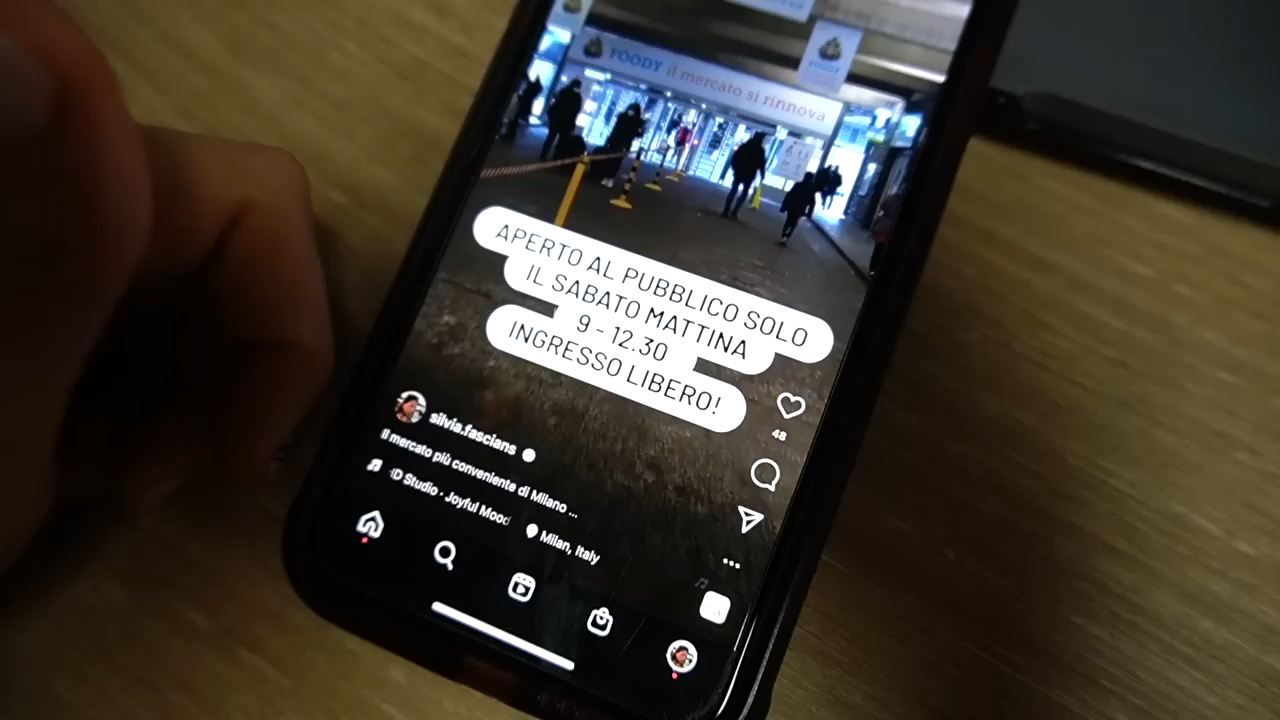 FOODY il mercato si rinnova
FOODY
APERTO AL PUBBLICO SOLO
IL SABATO MATTINA
9 - 12.30
INGRESSO LIBERO!
48
silvia.fascians
Il mercato più conveniente di Milano ...
D Studio · Joyful Mood
Milan, Italy